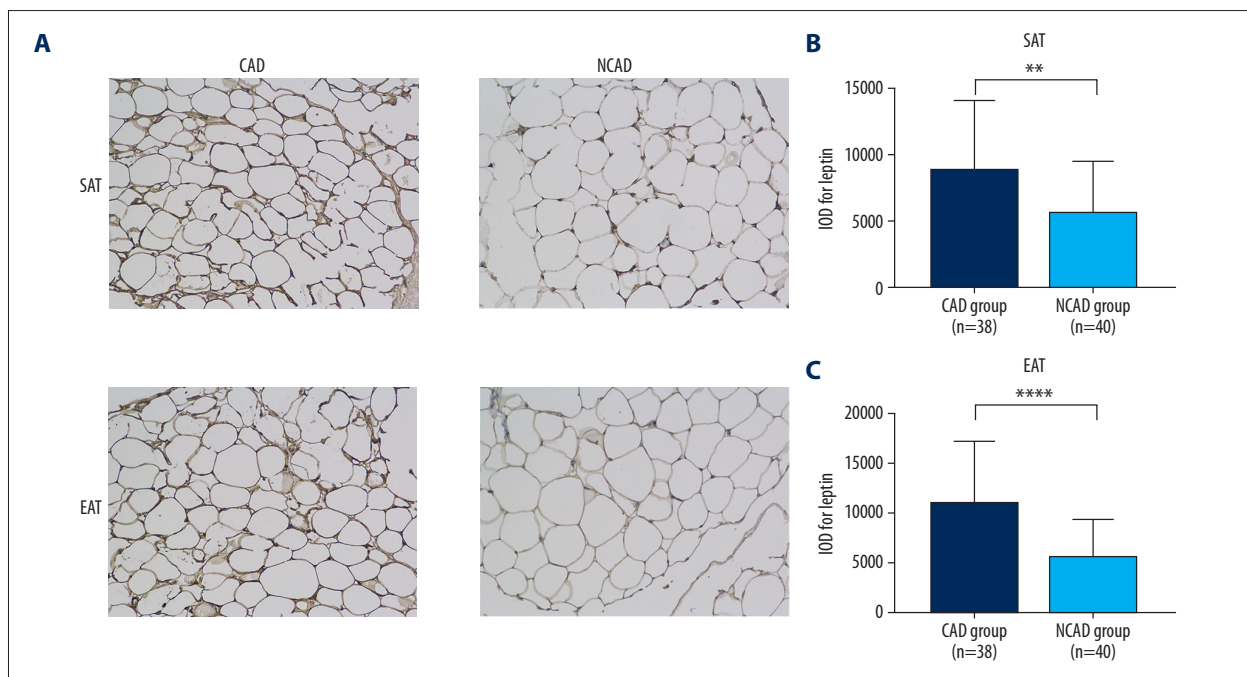 A
CAD
NCAD
SAT
EAT
B
SAT
**
IOD for leptin
15000
10000
5000
0
CAD group
(n=38)
NCAD group
(n=40)
C
EAT
****
IOD for leptin
20000
15000
10000
5000
0
CAD group
(n=38)
NCAD group
(n=40)